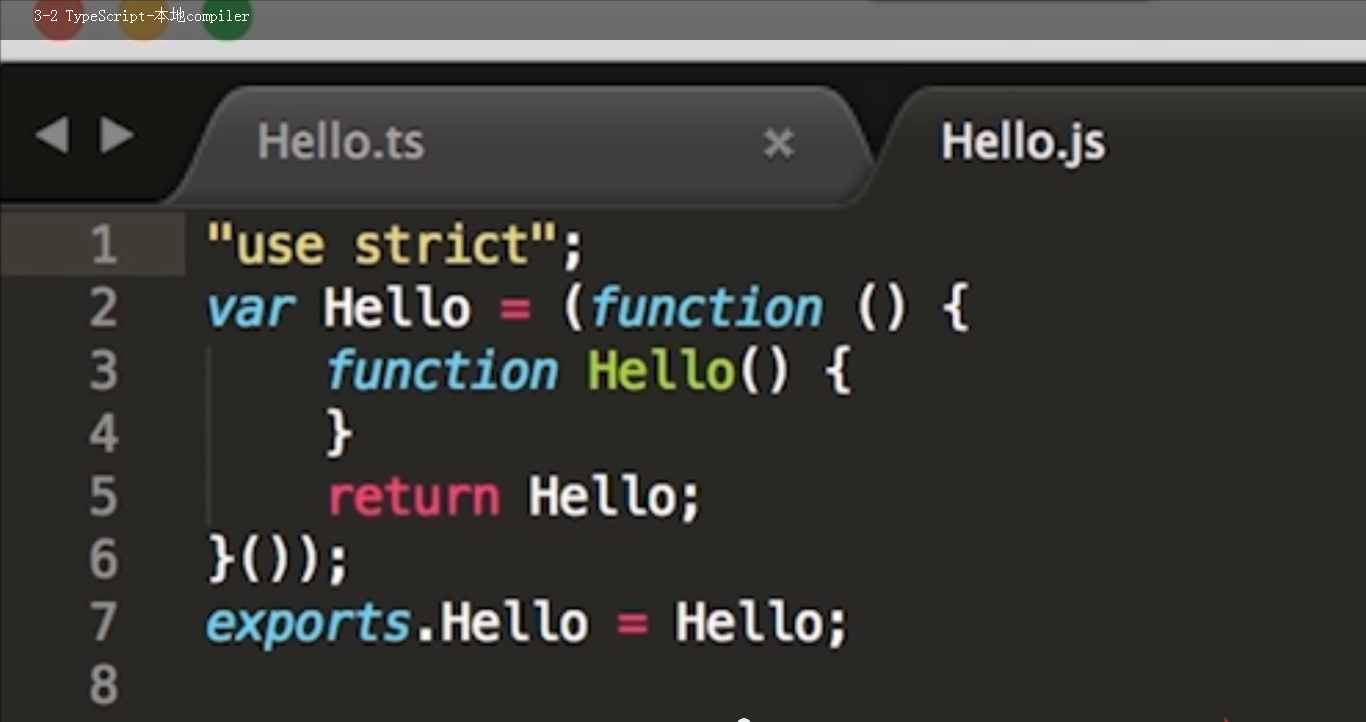 3-2 TypeScript-本地compiler
Hello.ts × Hello.js
1 "use strict";
2 var Hello = (function () {
3     function Hello() {
4     }
5     return Hello;
6 }());
7 exports.Hello = Hello;
8